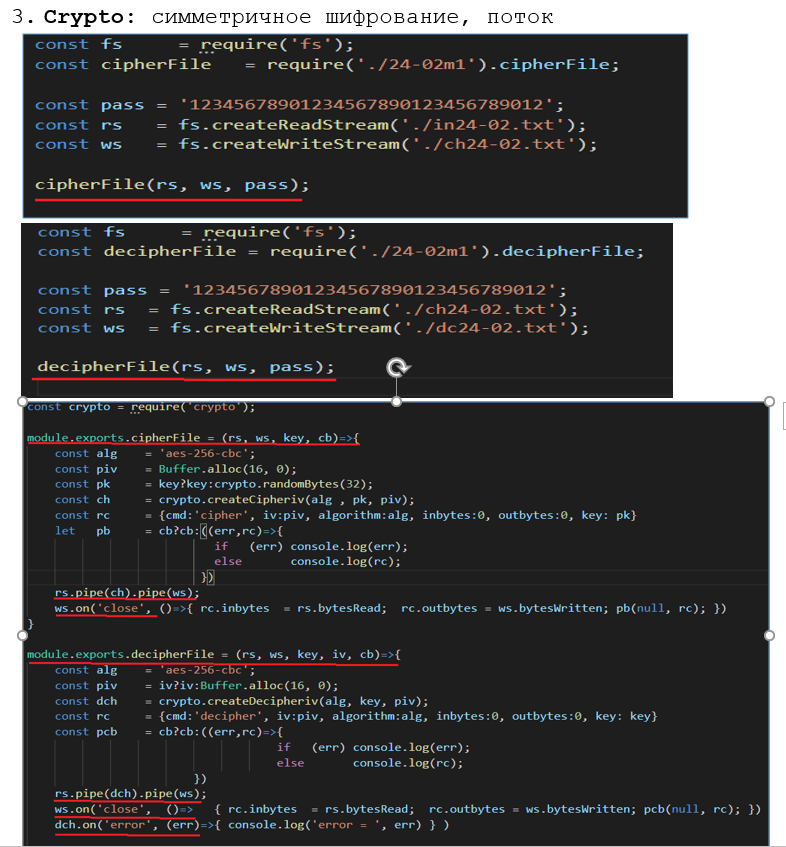 3. Crypto: симметричное шифрование, поток
const fs = require('fs');
const cipherFile = require('./24-02m1').cipherFile;
const pass = '12345678901234567890123456789012';
const rs = fs.createReadStream('./in24-02.txt');
const ws = fs.createWriteStream('./ch24-02.txt');
cipherFile(rs, ws, pass);
const fs = require('fs');
const decipherFile = require('./24-02m1').decipherFile;
const pass = '12345678901234567890123456789012';
const rs = fs.createReadStream('./ch24-02.txt');
const ws = fs.createWriteStream('./dc24-02.txt');
decipherFile(rs, ws, pass);
const crypto = require('crypto');
module.exports.cipherFile = (rs, ws, key, cb)=>{
const alg = 'aes-256-cbc';
const piv = Buffer.alloc(16, 0);
const pk = key?key:crypto.randomBytes(32);
const ch = crypto.createCipheriv(alg , pk, piv);
const rc = {cmd:'cipher', iv:piv, algorithm:alg, inbytes:0, outbytes:0, key: pk}
let pb = cb?cb:((err,rc)=>{
if (err) console.log(err);
else console.log(rc);
})
rs.pipe(ch).pipe(ws);
ws.on('close', ()=>{ rc.inbytes = rs.bytesRead; rc.outbytes = ws.bytesWritten; pb(null, rc); })
}
module.exports.decipherFile = (rs, ws, key, iv, cb)=>{
const alg = 'aes-256-cbc';
const piv = iv?iv:Buffer.alloc(16, 0);
const dch = crypto.createDecipheriv(alg, key, piv);
const rc = {cmd:'decipher', iv:piv, algorithm:alg, inbytes:0, outbytes:0, key: key}
const pcb = cb?cb:((err,rc)=>{
if (err) console.log(err);
else console.log(rc);
})
rs.pipe(dch).pipe(ws);
ws.on('close', ()=> { rc.inbytes = rs.bytesRead; rc.outbytes = ws.bytesWritten; pcb(null, rc); })
dch.on('error', (err)=>{ console.log('error = ', err) } )